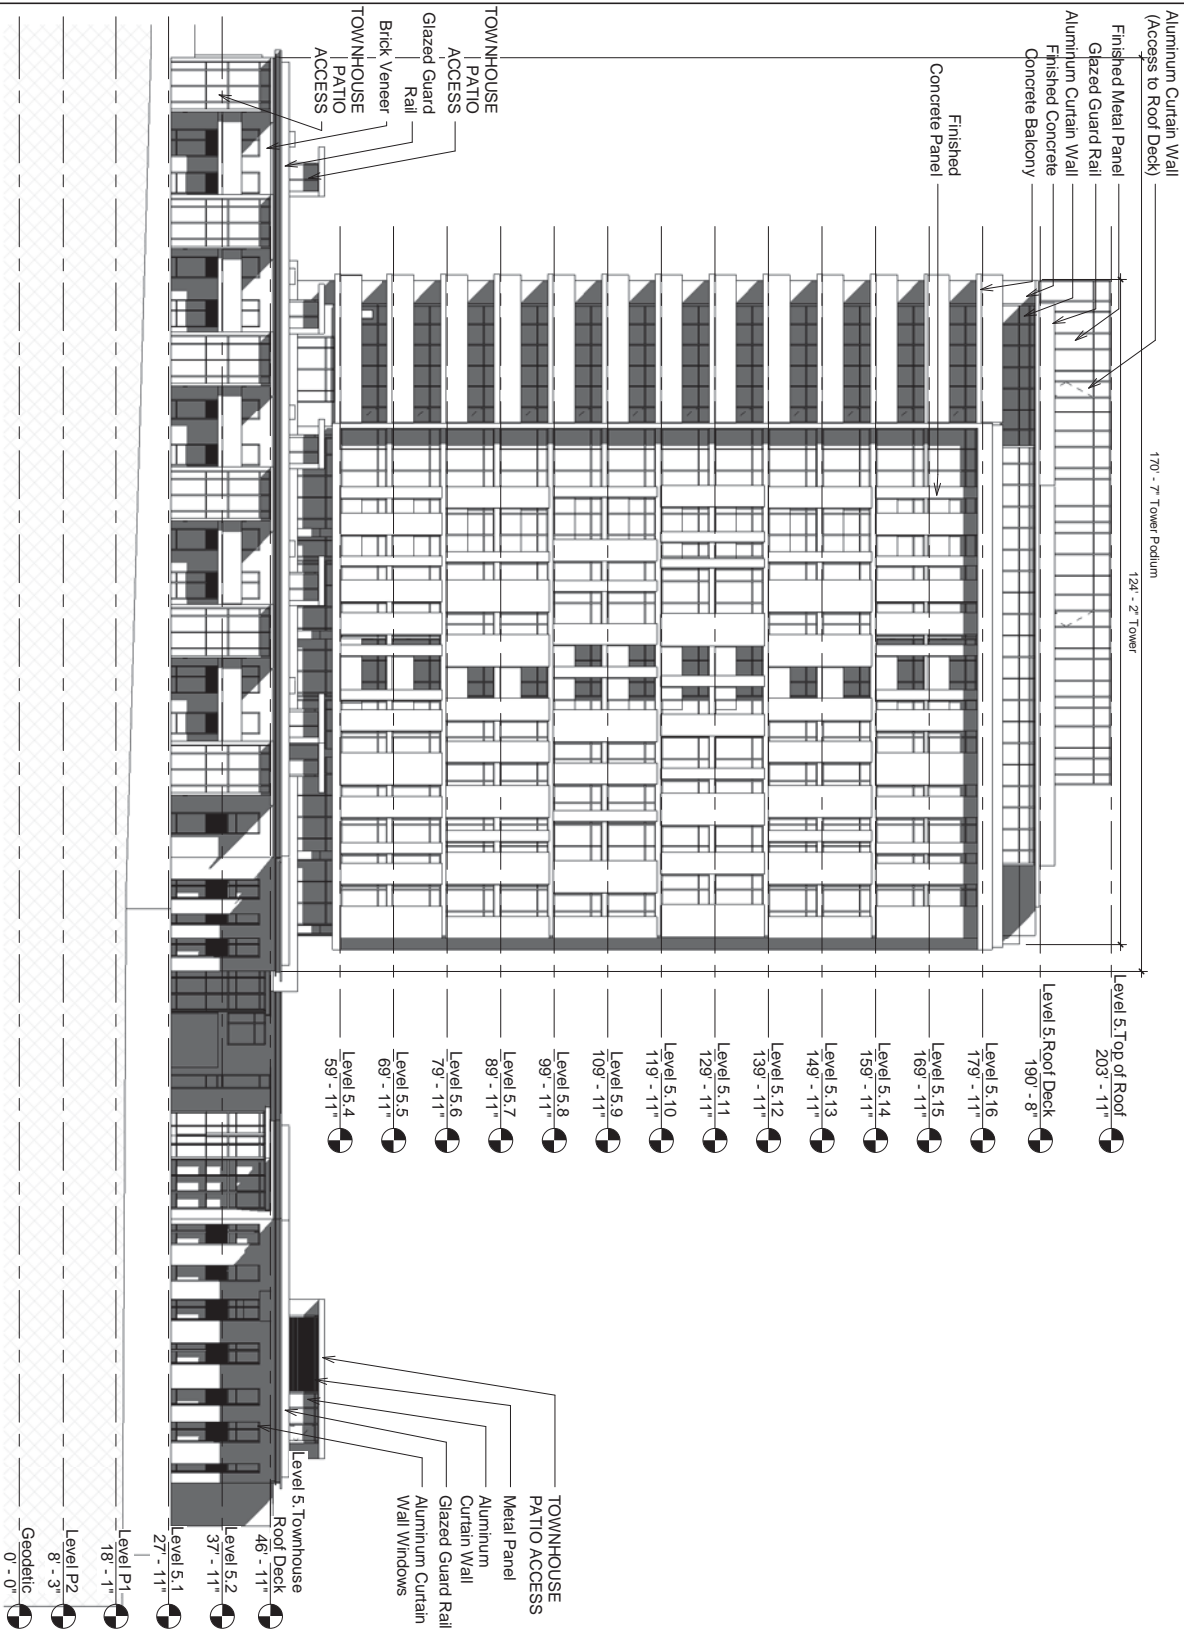 Aluminum Curtain Wall
(Access to Roof Deck)
Finished Metal Panel
Glazed Guard Rail
Aluminum Curtain Wall
Finished Concrete
Concrete Balcony
Finished
Concrete Panel
TOWNHOUSE
PATIO
ACCESS
Glazed Guard
Rail
Brick Veneer
TOWNHOUSE
PATIO
ACCESS
170' - 7" Tower Podium
124' - 2" Tower
Level 5.Top of Roof
203' - 11"
Level 5.Roof Deck
190' - 8"
Level 5.16
179' - 11"
Level 5.15
169' - 11"
Level 5.14
159' - 11"
Level 5.13
149' - 11"
Level 5.12
139' - 11"
Level 5.11
129' - 11"
Level 5.10
119' - 11"
Level 5.9
109' - 11"
Level 5.8
99' - 11"
Level 5.7
89' - 11"
Level 5.6
79' - 11"
Level 5.5
69' - 11"
Level 5.4
59' - 11"
TOWNHOUSE
PATIO ACCESS
Metal Panel
Aluminum
Curtain Wall
Glazed Guard Rail
Aluminum Curtain
Wall Windows
Level 5.Townhouse
Roof Deck
46' - 11"
Level 5.2
37' - 11"
Level 5.1
27' - 11"
Level P1
18' - 1"
Level P2
8' - 3"
Geodetic
0' - 0"